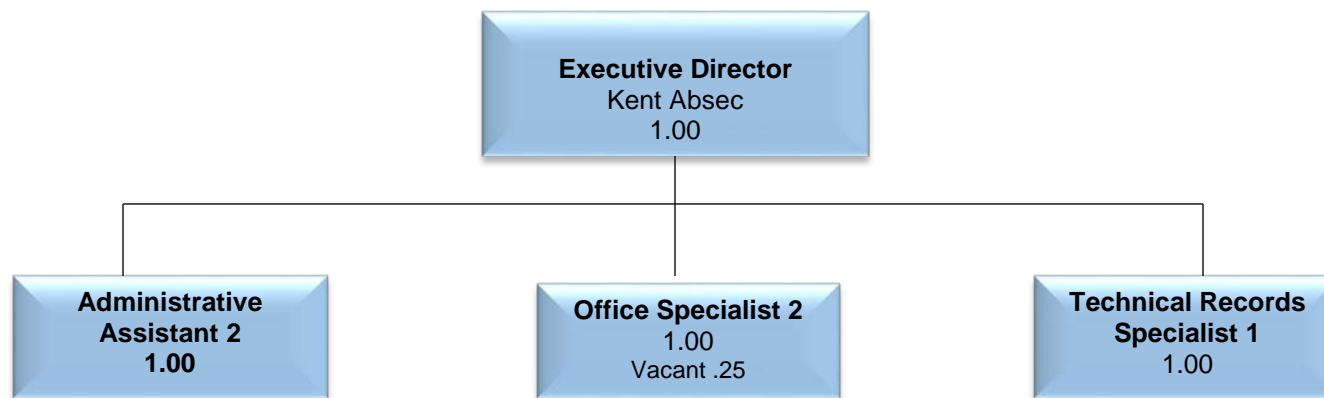 Executive Director
Kent Absec
1.00
Administrative
Assistant 2
1.00
Office Specialist 2
1.00
Vacant .25
Technical Records
Specialist 1
1.00